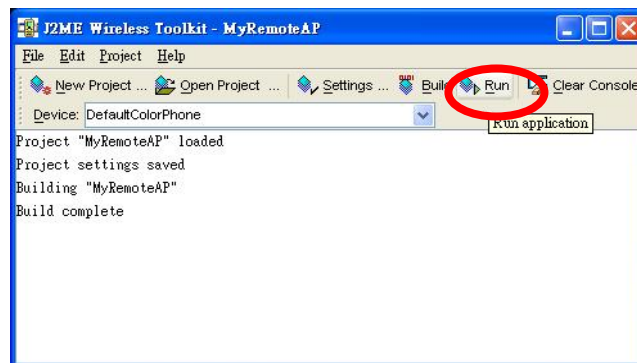 J2ME Wireless Toolkit - MyRemoteAP
File Edit Project Help
New Project ... Open Project ... Settings ... Build Run Clear Console
Device: DefaultColorPhone
Run application
Project "MyRemoteAP" loaded
Project settings saved
Building "MyRemoteAP"
Build complete